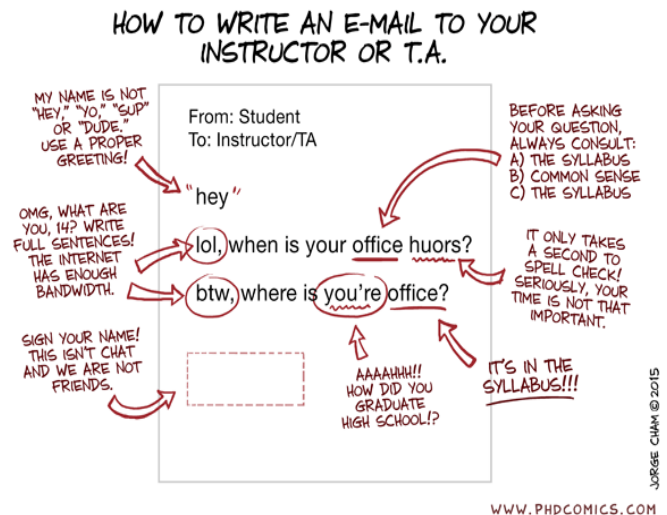 HOW TO WRITE AN E-MAIL TO YOUR
INSTRUCTOR OR T.A.
MY NAME IS NOT
"HEY," "YO," "SUP"
OR "DUDE."
USE A PROPER
GREETING!
From: Student
To: Instructor/TA
BEFORE ASKING
YOUR QUESTION,
ALWAYS CONSULT:
A) THE SYLLABUS
B) COMMON SENSE
C) THE SYLLABUS
"hey"
OMG, WHAT ARE
YOU, 14? WRITE
FULL SENTENCES!
THE INTERNET
HAS ENOUGH
BANDWIDTH.
lol, when is your office huors?
btw, where is you're office?
IT ONLY TAKES
A SECOND TO
SPELL CHECK!
SERIOUSLY, YOUR
TIME IS NOT THAT
IMPORTANT.
SIGN YOUR NAME!
THIS ISN'T CHAT
AND WE ARE NOT
FRIENDS.
AAAAHHH!!
HOW DID YOU
GRADUATE
HIGH SCHOOL!?
IT'S IN THE
SYLLABUS!!!
JORGE CHAM © 2015
WWW.PHDCOMICS.COM